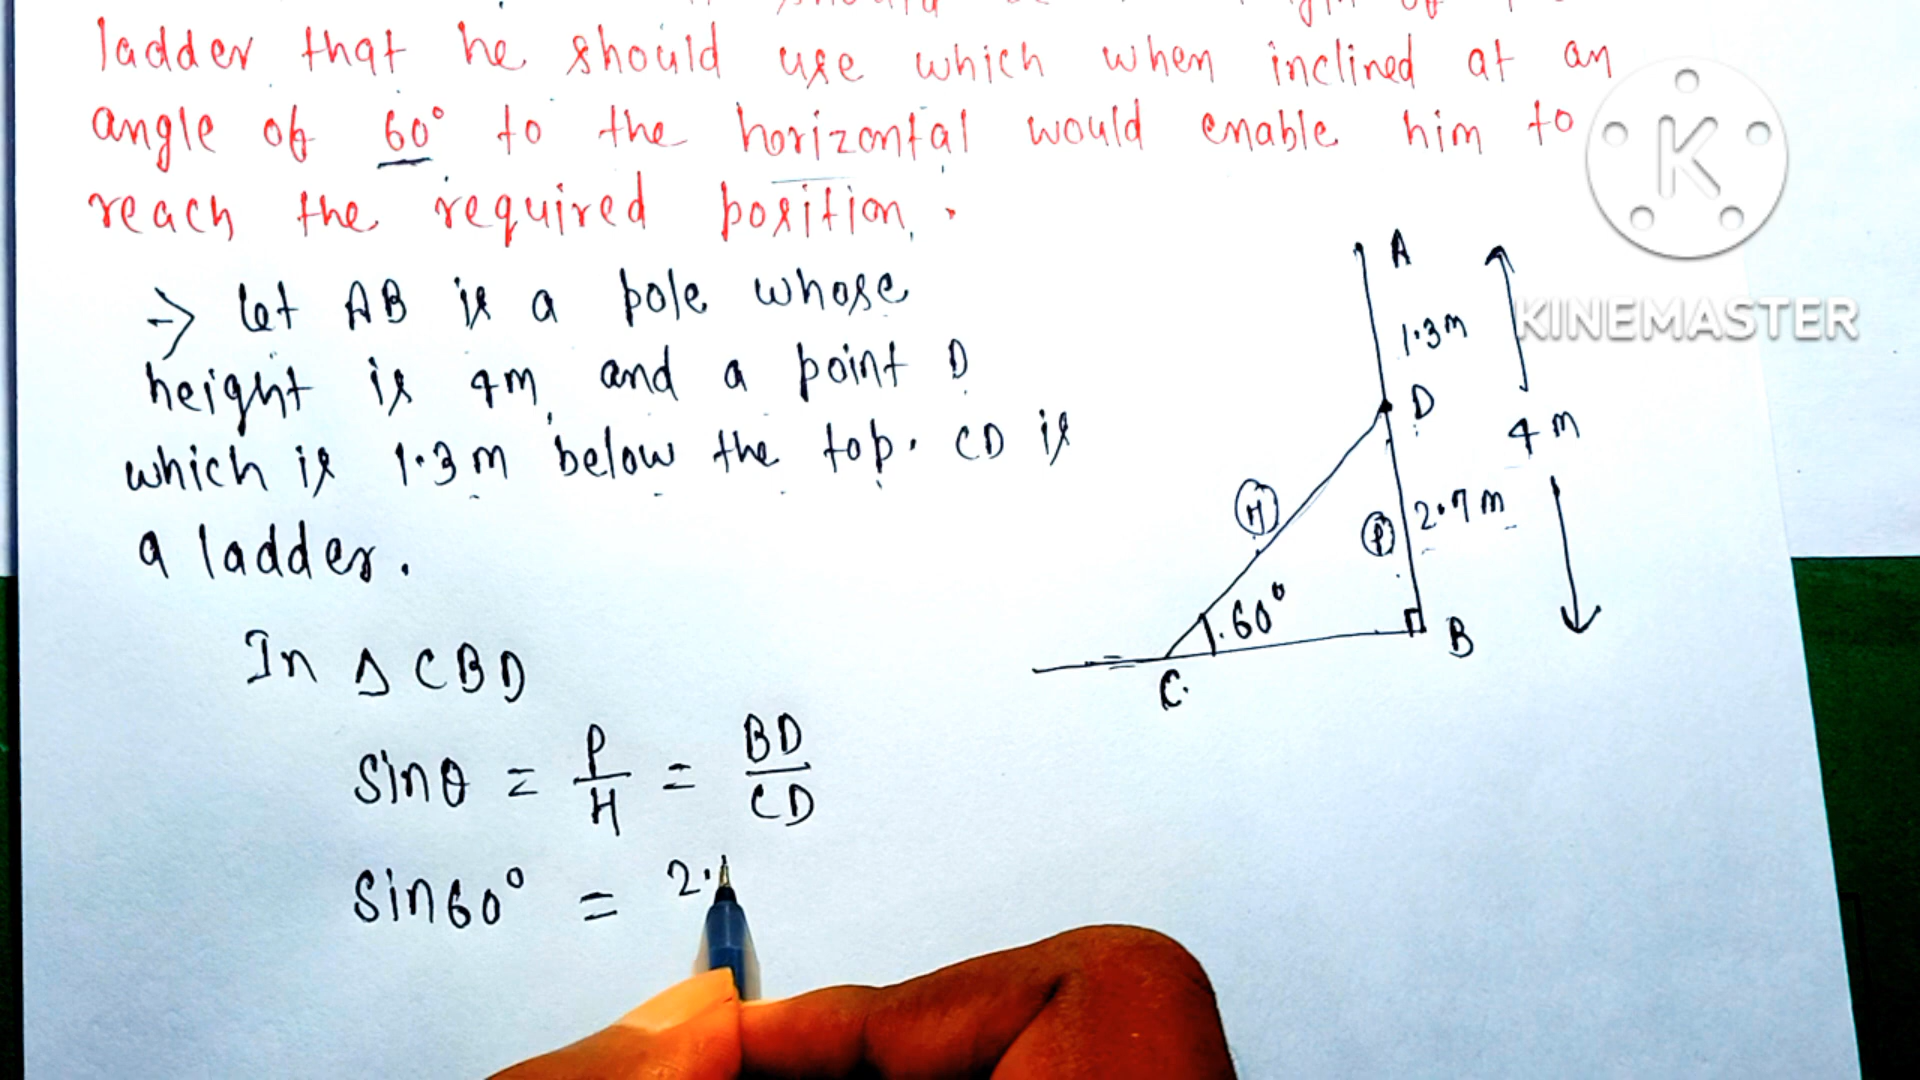 ladder that he should use which when inclined at an
angle of 60° to the horizontal would enable him to
reach the required position.
→ Let AB is a pole whose
height is 4m and a point D
which is 1.3m below the top. CD is
a ladder.
In Δ CBD
Sinθ = P/H = BD/CD
Sin60° = 2.
A
1.3m
D
4m
H
P
2.7m
60°
B
C
K
KINEMASTER